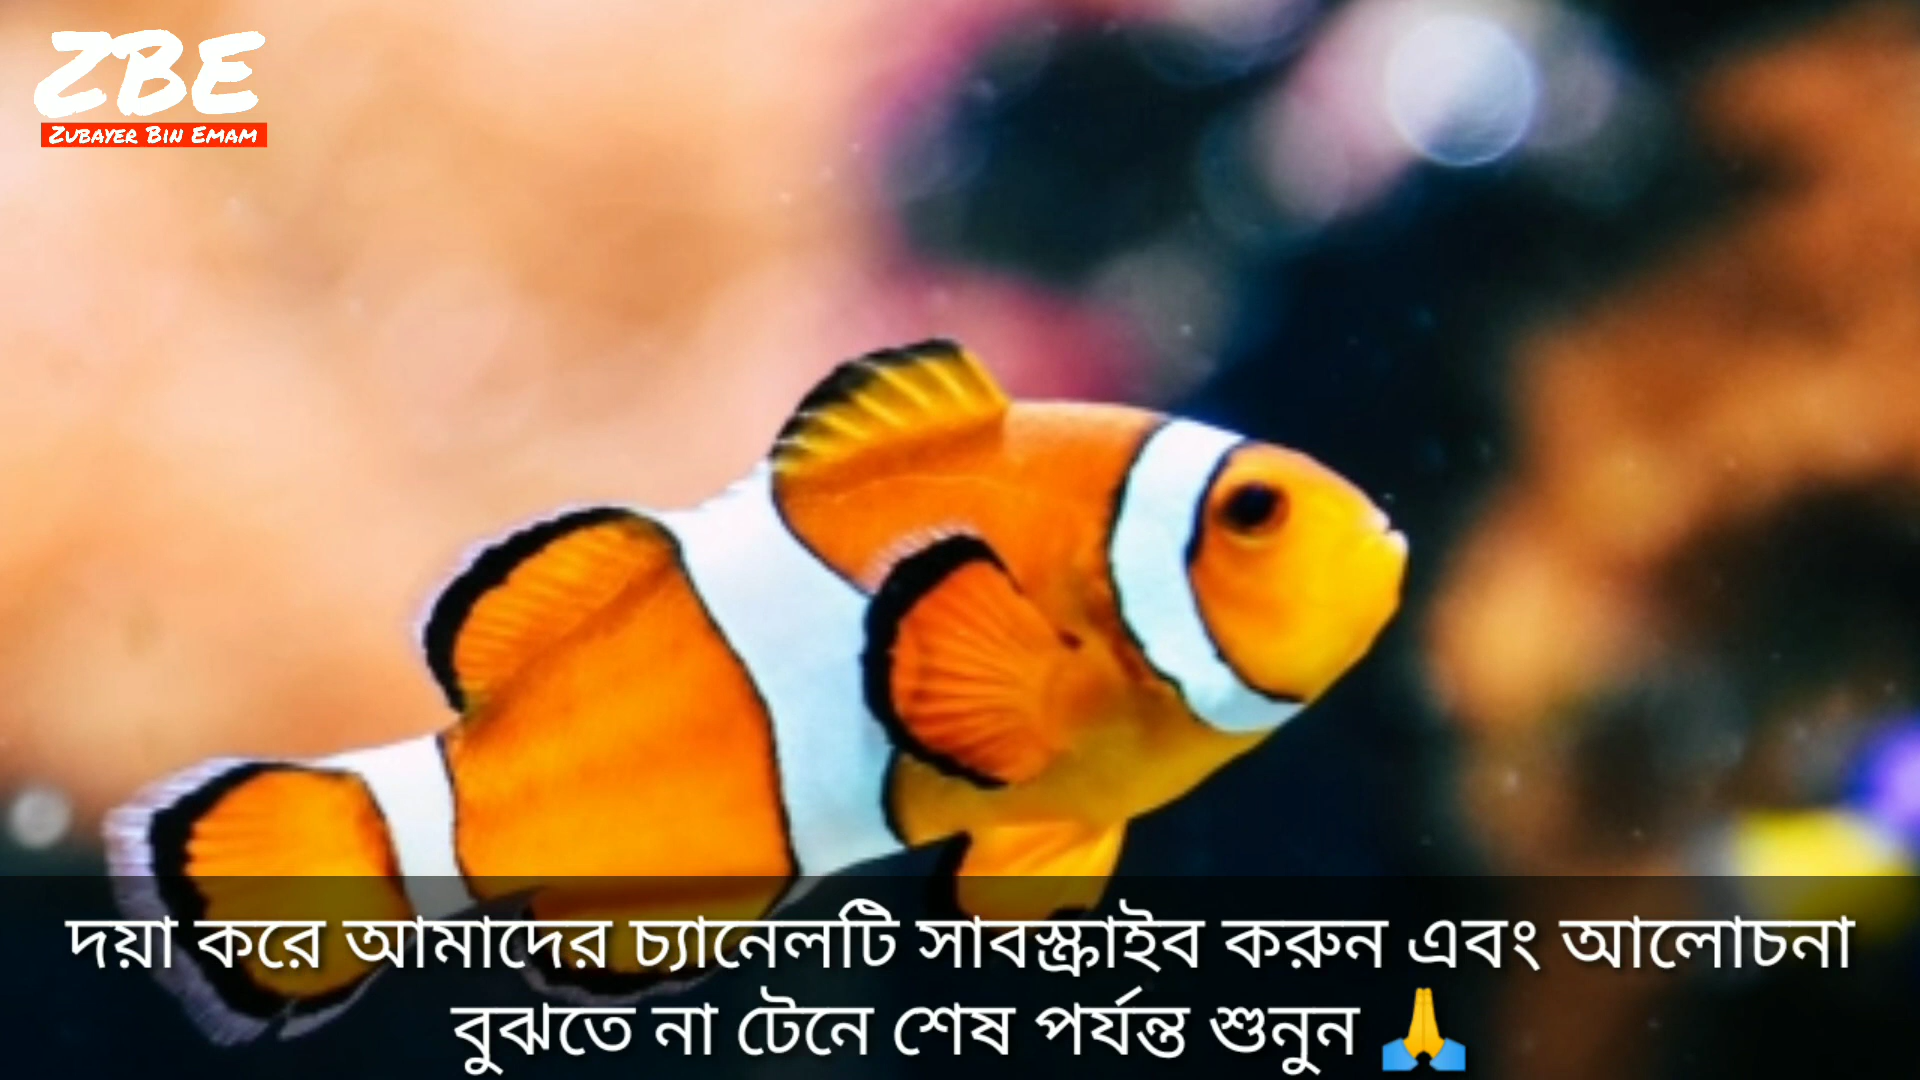 ZBE
ZUBAYER BIN EMAM
দয়া করে আমাদের চ্যানেলটি সাবস্ক্রাইব করুন এবং আলোচনা
বুঝতে না টেনে শেষ পর্যন্ত শুনুন 🙏